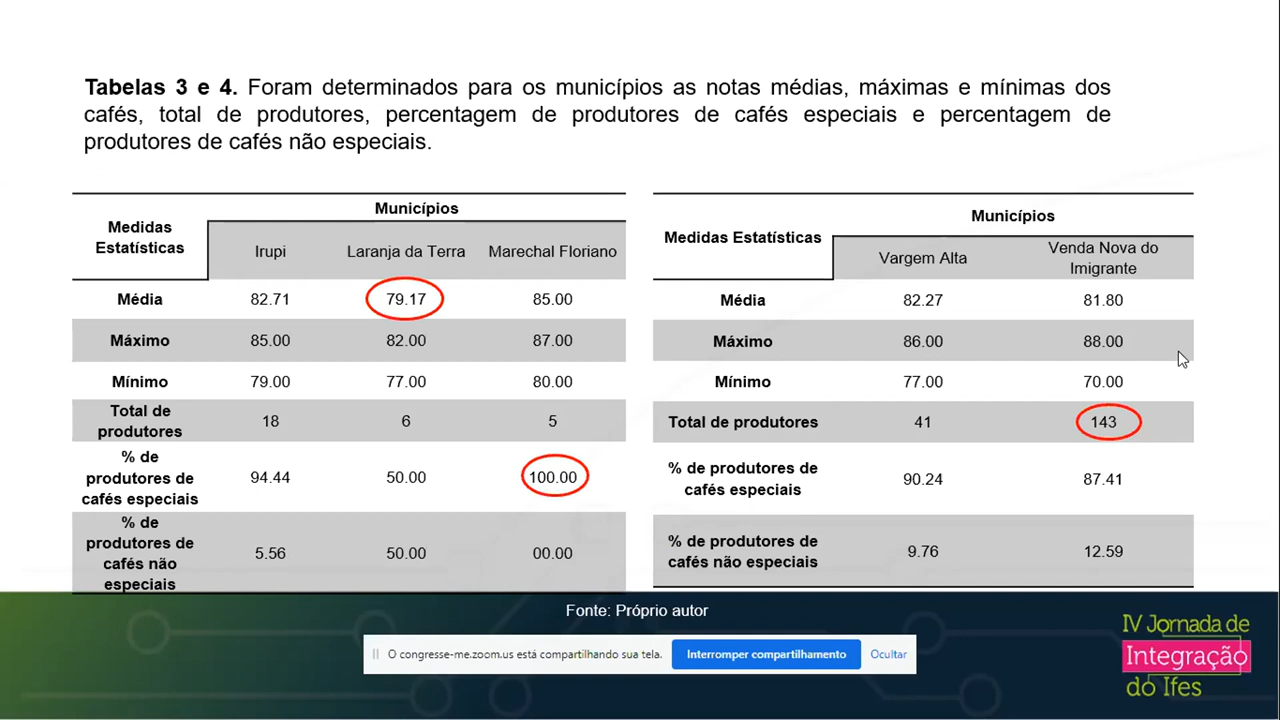 Tabelas 3 e 4. Foram determinados para os municípios as notas médias, máximas e mínimas dos
cafés, total de produtores, percentagem de produtores de cafés especiais e percentagem de
produtores de cafés não especiais.
Medidas
Estatísticas
Municípios
Irupi Laranja da Terra Marechal Floriano
Média 82.71 79.17 85.00
Máximo 85.00 82.00 87.00
Mínimo 79.00 77.00 80.00
Total de
produtores
18 6 5
% de
produtores de
cafés especiais
94.44 50.00 100.00
% de
produtores de
cafés não
especiais
5.56 50.00 00.00
Medidas Estatísticas
Municípios
Vargem Alta
Venda Nova do
Imigrante
Média 82.27 81.80
Máximo 86.00 88.00
Mínimo 77.00 70.00
Total de produtores 41 143
% de produtores de
cafés especiais
90.24 87.41
% de produtores de
cafés não especiais
9.76 12.59
Fonte: Próprio autor
O congresse-me.zoom.us está compartilhando sua tela. Interromper compartilhamento Ocultar
IV Jornada de
Integração
do Ifes